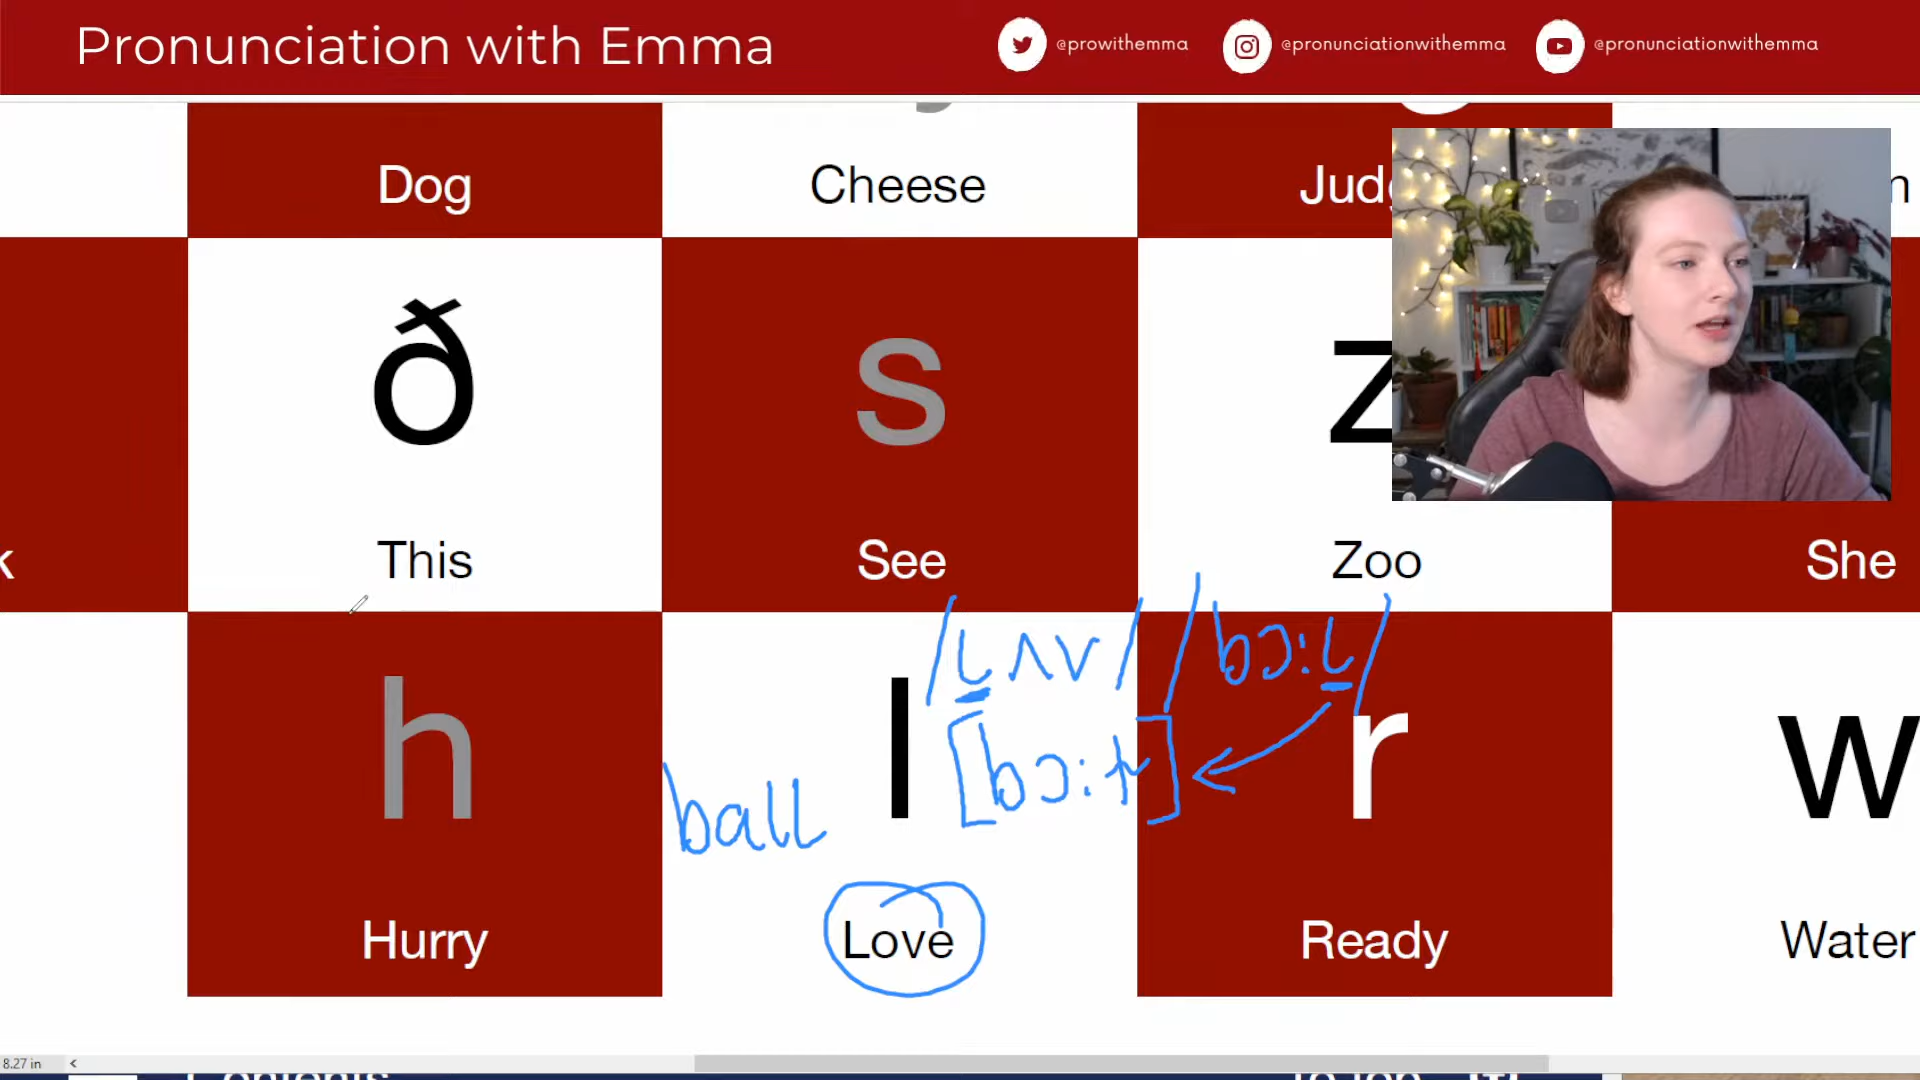 Pronunciation with Emma
@prowithemma @pronunciationwithemma @pronunciationwithemma
Dog Cheese
ð s z
This See Zoo She
/lʌv/ /bɔːl/
h l r w
[bɔːɫ]
ball
Hurry Love Ready Water
8.27 in